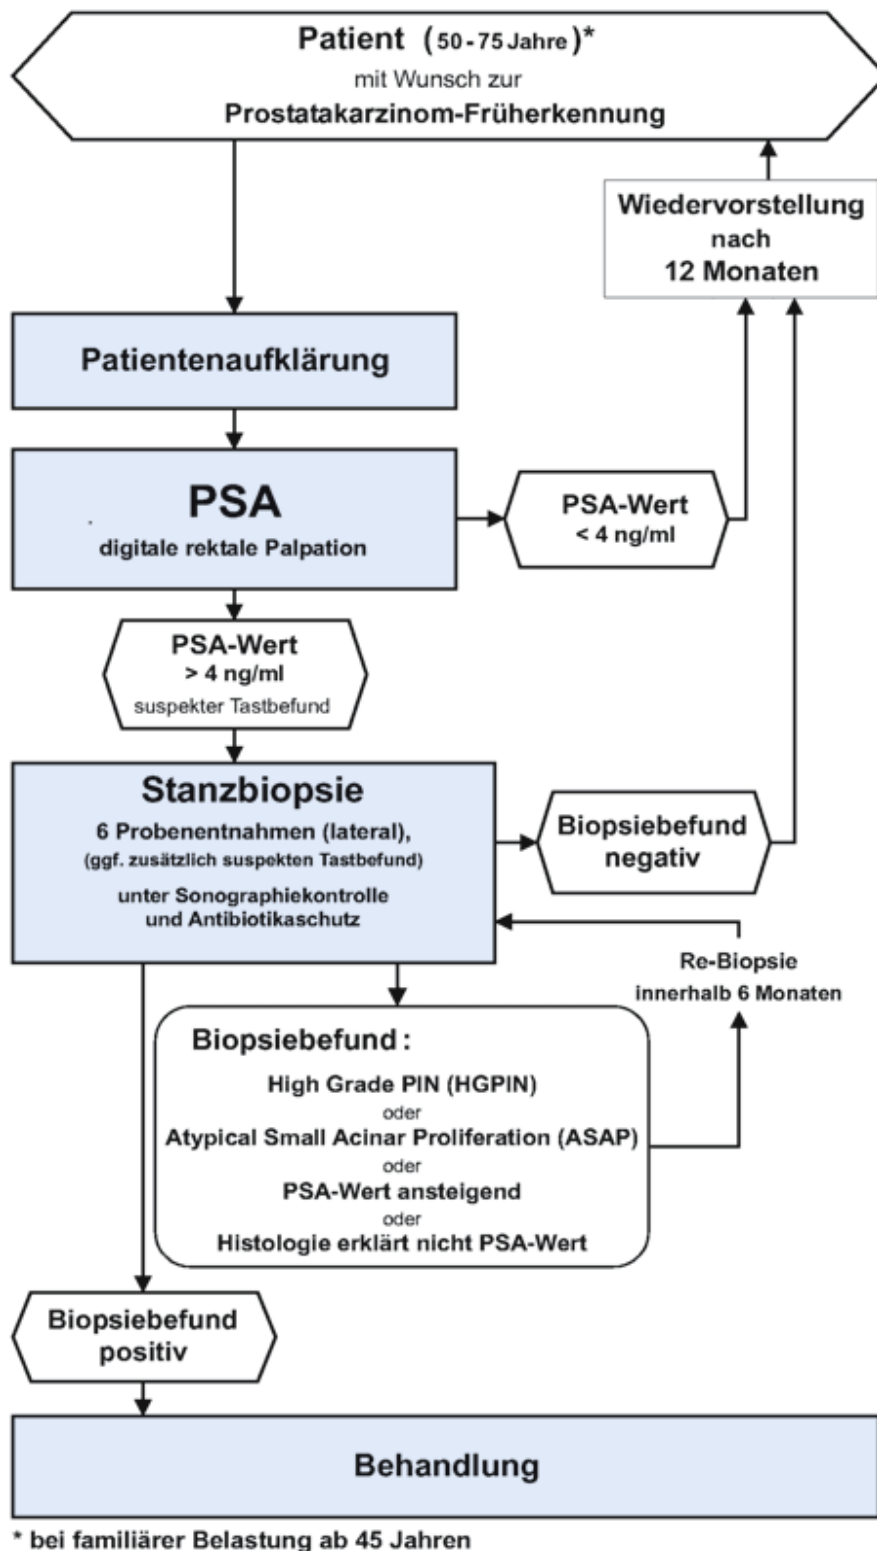 Patient (50-75 Jahre)*
mit Wunsch zur
Prostatakarzinom-Früherkennung
Wiedervorstellung
nach
12 Monaten
Patientenaufklärung
PSA
digitale rektale Palpation
PSA-Wert
< 4 ng/ml
PSA-Wert
> 4 ng/ml
suspekter Tastbefund
Stanzbiopsie
6 Probenentnahmen (lateral),
(ggf. zusätzlich suspekten Tastbefund)
unter Sonographiekontrolle
und Antibiotikaschutz
Biopsiebefund
negativ
Re-Biopsie
innerhalb 6 Monaten
Biopsiebefund:
High Grade PIN (HGPIN)
oder
Atypical Small Acinar Proliferation (ASAP)
oder
PSA-Wert ansteigend
oder
Histologie erklärt nicht PSA-Wert
Biopsiebefund
positiv
Behandlung
* bei familiärer Belastung ab 45 Jahren